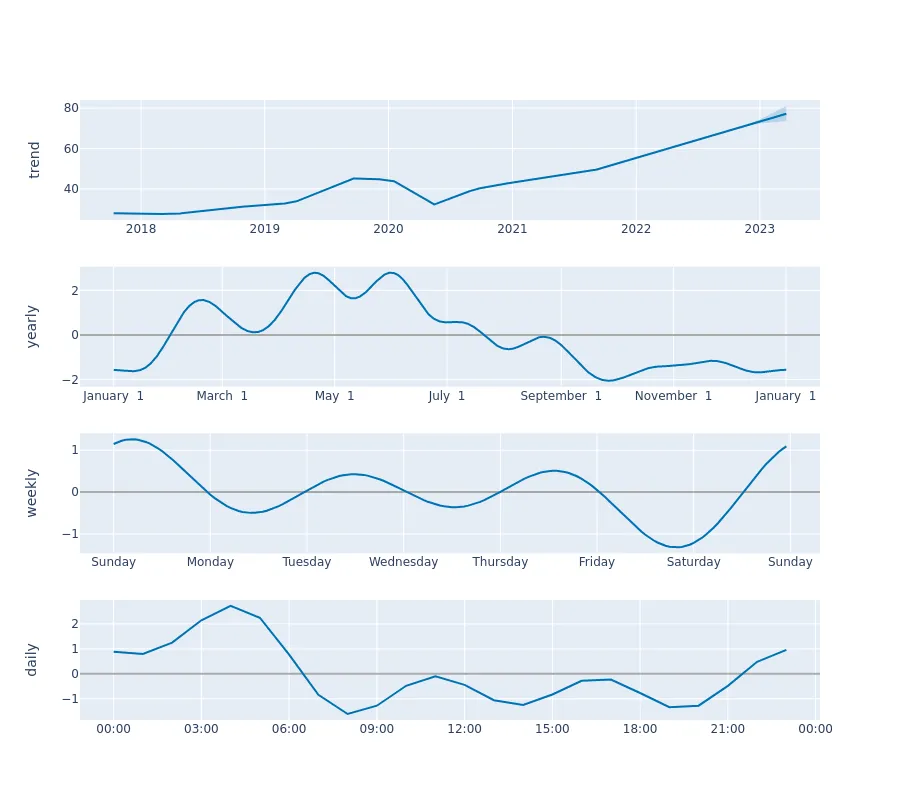 trend
80
60
40
2018 2019 2020 2021 2022 2023
yearly
2
0
−2
January 1 March 1 May 1 July 1 September 1 November 1 January 1
weekly
1
0
−1
Sunday Monday Tuesday Wednesday Thursday Friday Saturday Sunday
daily
2
1
0
−1
00:00 03:00 06:00 09:00 12:00 15:00 18:00 21:00 00:00